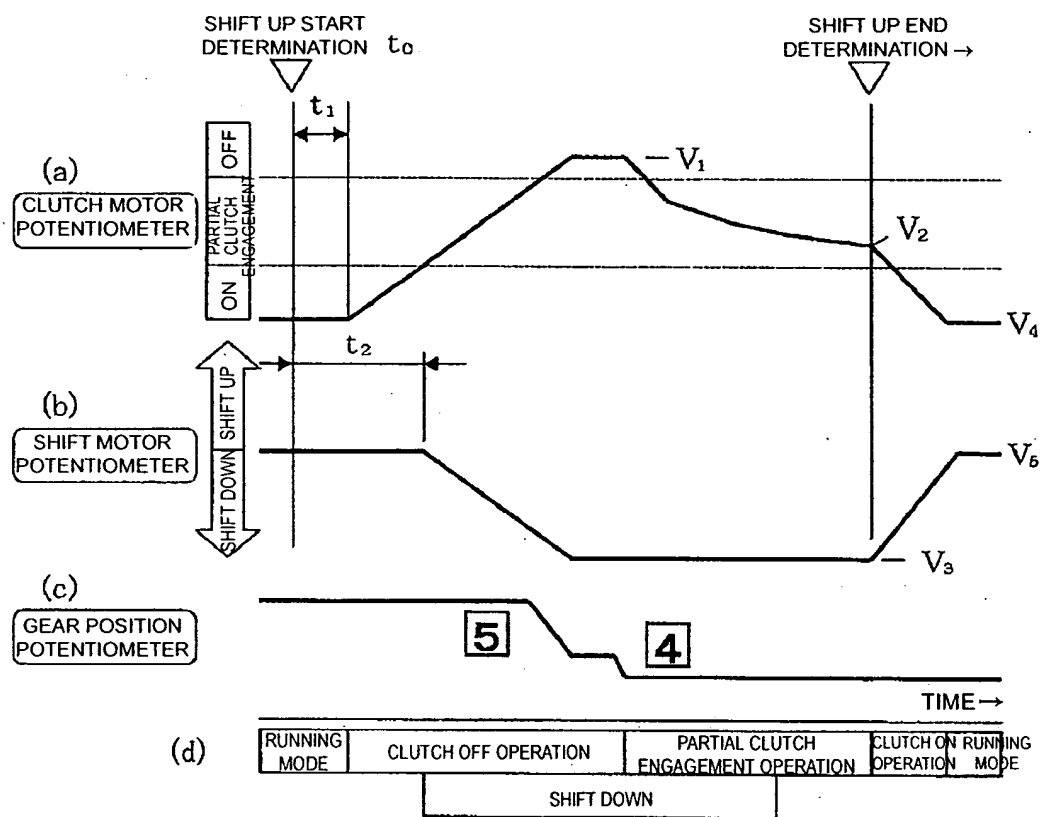 SHIFT UP START
DETERMINATION t₀
SHIFT UP END
DETERMINATION →
t₁
(a)
CLUTCH MOTOR
POTENTIOMETER
OFF
PARTIAL
CLUTCH
ENGAGEMENT
ON
V₁
V₂
V₄
t₂
(b)
SHIFT MOTOR
POTENTIOMETER
SHIFT UP
SHIFT DOWN
V₅
V₃
(c)
GEAR POSITION
POTENTIOMETER
5
4
TIME →
(d)
RUNNING
MODE
CLUTCH OFF OPERATION
PARTIAL CLUTCH
ENGAGEMENT OPERATION
CLUTCH ON
OPERATION
RUNNING
MODE
SHIFT DOWN